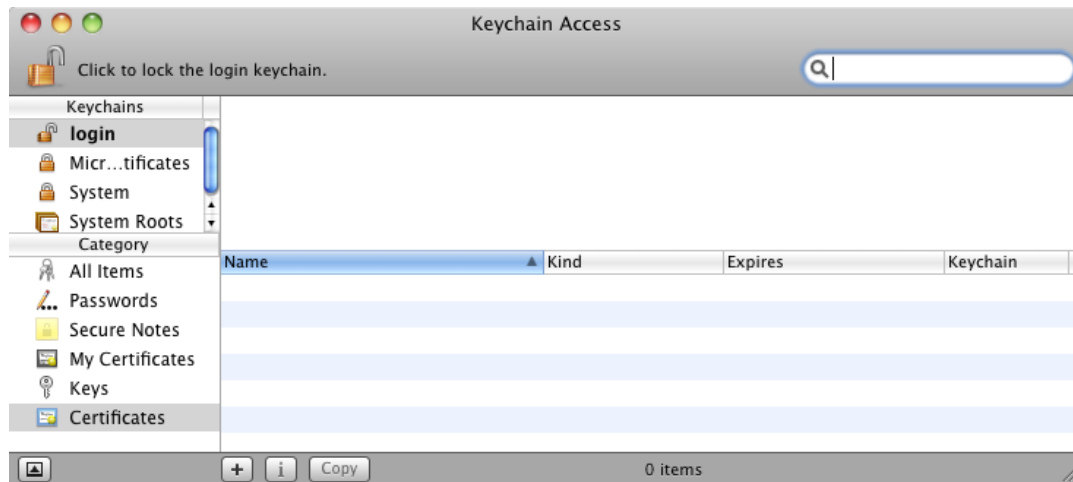 Keychain Access
Click to lock the login keychain.
Keychains
login
Micr...tificates
System
System Roots
Category
All Items
Passwords
Secure Notes
My Certificates
Keys
Certificates
Name Kind Expires Keychain
+ i Copy 0 items